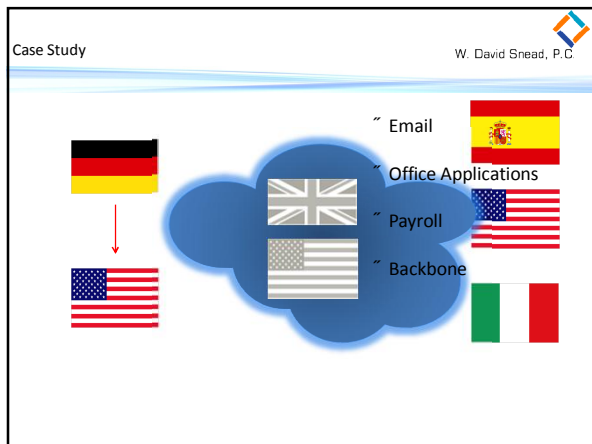 Case Study
W. David Snead, P.C.
˝ Email
˝ Office Applications
˝ Payroll
˝ Backbone